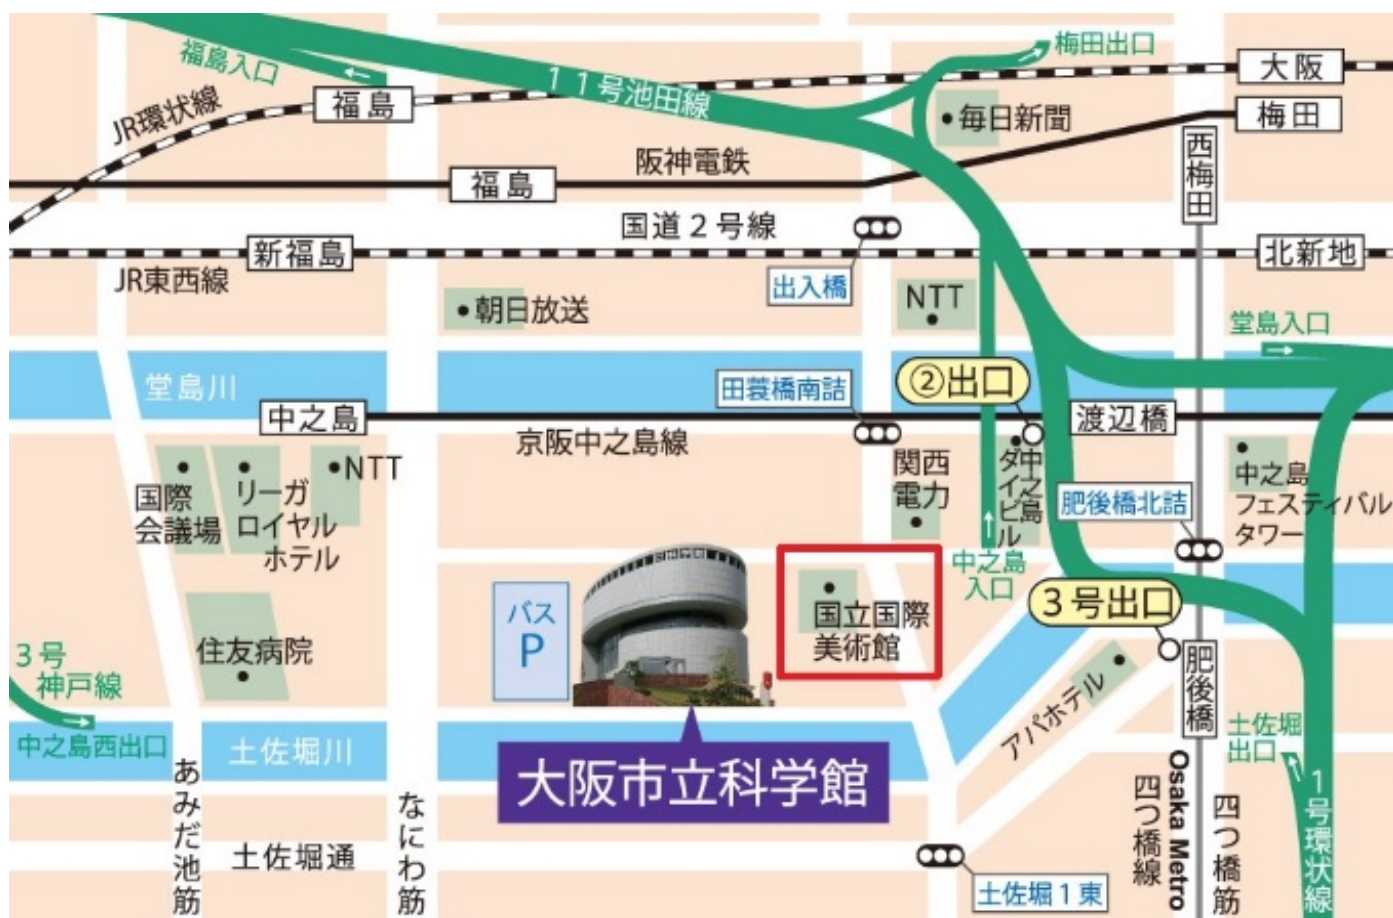 福島入口
11号池田線
梅田出口
大阪
JR環状線
福島
毎日新聞
梅田
阪神電鉄
福島
西梅田
国道2号線
新福島
北新地
JR東西線
出入橋
NTT
朝日放送
堂島入口
堂島川
田蓑橋南詰
②出口
中之島
渡辺橋
京阪中之島線
国際
会議場
リーガ
ロイヤル
ホテル
NTT
関西
電力
中之島
ダイビル
肥後橋北詰
中之島
フェスティバル
タワー
中之島
入口
3号出口
バス
P
国立国際
美術館
住友病院
3号
神戸線
アパホテル
肥後橋
中之島西出口
土佐堀川
土佐堀
出口
大阪市立科学館
あみだ池筋
なにわ筋
土佐堀通
土佐堀1東
Osaka Metro
四つ橋線
四つ橋筋
1号環状線